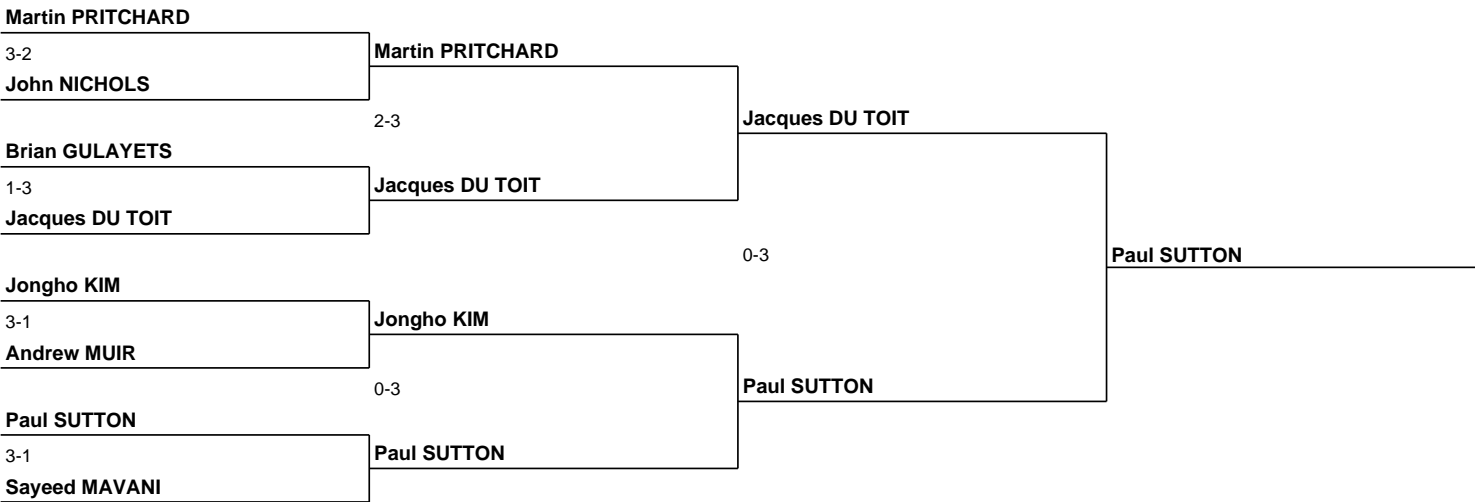 Martin PRITCHARD
3-2
Martin PRITCHARD
John NICHOLS
2-3
Jacques DU TOIT
Brian GULAYETS
1-3
Jacques DU TOIT
Jacques DU TOIT
0-3
Paul SUTTON
Jongho KIM
3-1
Jongho KIM
Andrew MUIR
0-3
Paul SUTTON
Paul SUTTON
3-1
Paul SUTTON
Sayeed MAVANI